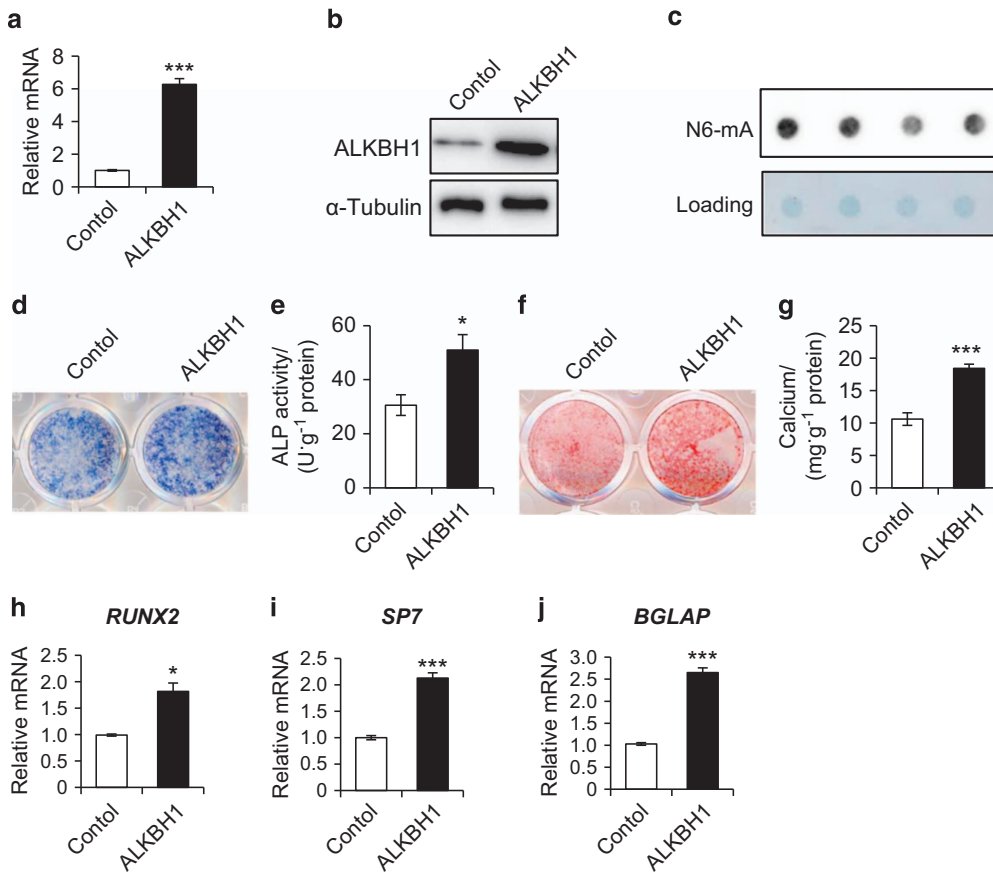 a
Relative mRNA
8
6
4
2
0
***
Contol
ALKBH1
b
Contol
ALKBH1
ALKBH1
α-Tubulin
c
N6-mA
Loading
d
Contol
ALKBH1
e
ALP activity/
(U·g⁻¹ protein)
60
40
20
0
*
Contol
ALKBH1
f
Contol
ALKBH1
g
Calcium/
(mg·g⁻¹ protein)
25
20
15
10
5
0
***
Contol
ALKBH1
h
RUNX2
Relative mRNA
2.5
2.0
1.5
1.0
0.5
0
*
Contol
ALKBH1
i
SP7
Relative mRNA
2.5
2.0
1.5
1.0
0.5
0
***
Contol
ALKBH1
j
BGLAP
Relative mRNA
3.0
2.5
2.0
1.5
1.0
0.5
0
***
Contol
ALKBH1